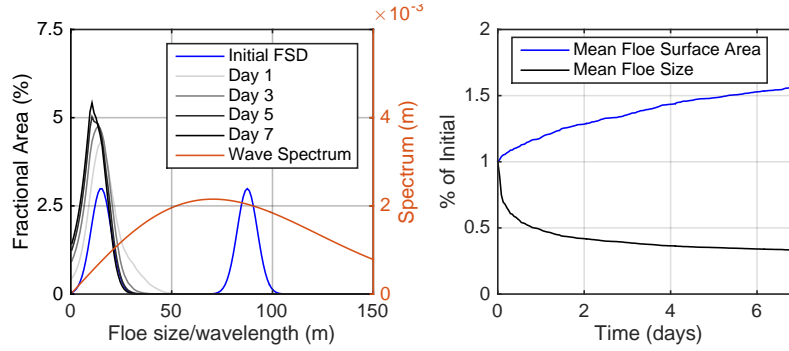 × 10⁻³
7.5
5
2.5
0
Fractional Area (%)
Initial FSD
Day 1
Day 3
Day 5
Day 7
Wave Spectrum
4
2
0
Spectrum (m)
0 50 100 150
Floe size/wavelength (m)
2
1.5
1
0.5
0
% of Initial
Mean Floe Surface Area
Mean Floe Size
0 2 4 6
Time (days)